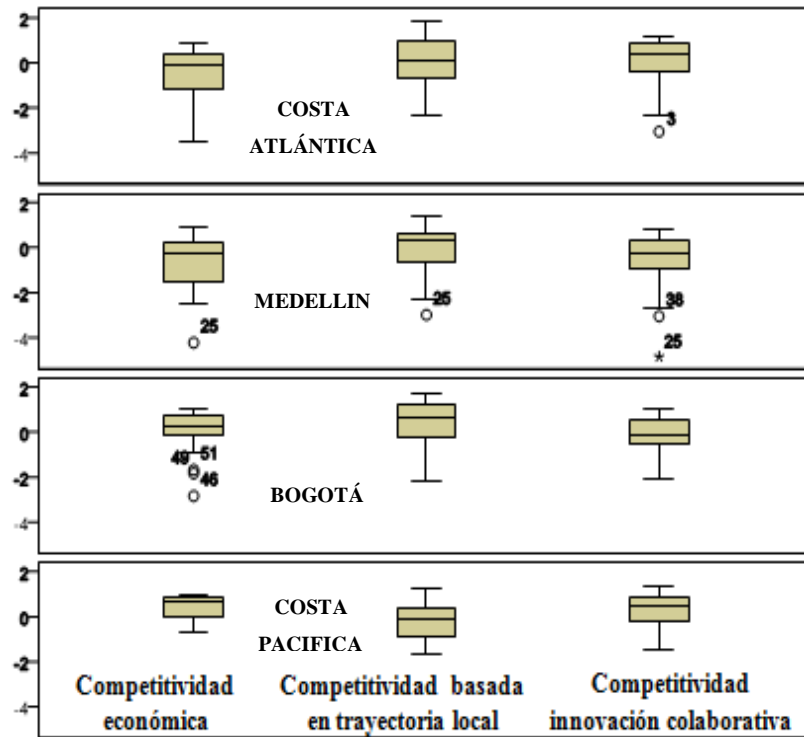 2
0
-2
-4
COSTA
ATLÁNTICA
3
2
0
-2
-4
MEDELLIN
25
25
38
25
*
2
0
-2
-4
49 51
46
BOGOTÁ
2
0
-2
-4
COSTA
PACIFICA
Competitividad
económica
Competitividad basada
en trayectoria local
Competitividad
innovación colaborativa